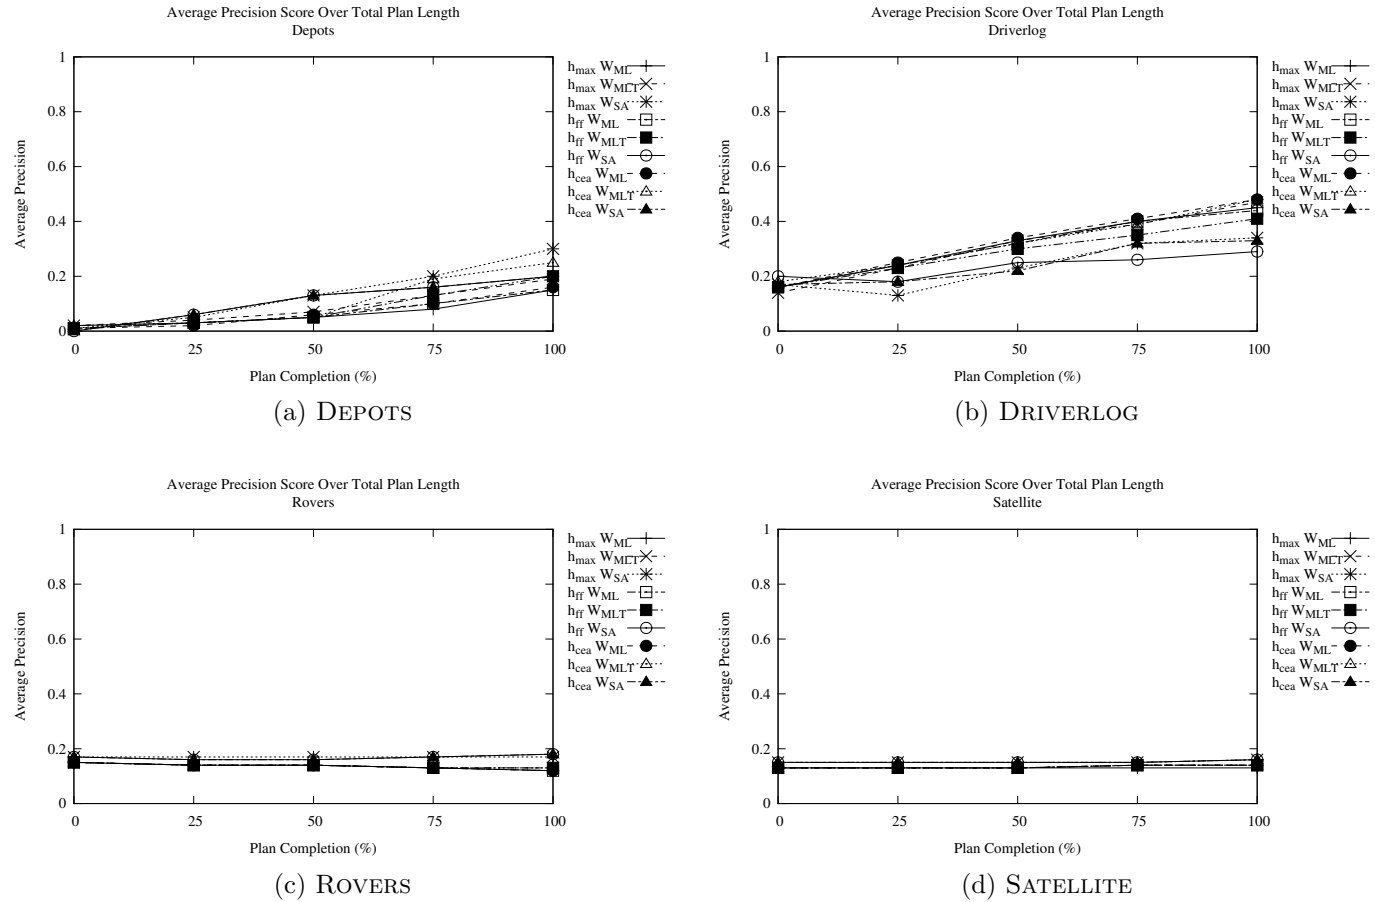 Average Precision Score Over Total Plan Length
Depots
1
0.8
0.6
0.4
0.2
0
0 25 50 75 100
Average Precision
Plan Completion (%)
h_max W_ML
h_max W_MLT
h_max W_SA
h_ff W_ML
h_ff W_MLT
h_ff W_SA
h_cea W_ML
h_cea W_MLT
h_cea W_SA
(a) DEPOTS
Average Precision Score Over Total Plan Length
Driverlog
1
0.8
0.6
0.4
0.2
0
0 25 50 75 100
Average Precision
Plan Completion (%)
h_max W_ML
h_max W_MLT
h_max W_SA
h_ff W_ML
h_ff W_MLT
h_ff W_SA
h_cea W_ML
h_cea W_MLT
h_cea W_SA
(b) DRIVERLOG
Average Precision Score Over Total Plan Length
Rovers
1
0.8
0.6
0.4
0.2
0
0 25 50 75 100
Average Precision
Plan Completion (%)
h_max W_ML
h_max W_MLT
h_max W_SA
h_ff W_ML
h_ff W_MLT
h_ff W_SA
h_cea W_ML
h_cea W_MLT
h_cea W_SA
(c) ROVERS
Average Precision Score Over Total Plan Length
Satellite
1
0.8
0.6
0.4
0.2
0
0 25 50 75 100
Average Precision
Plan Completion (%)
h_max W_ML
h_max W_MLT
h_max W_SA
h_ff W_ML
h_ff W_MLT
h_ff W_SA
h_cea W_ML
h_cea W_MLT
h_cea W_SA
(d) SATELLITE